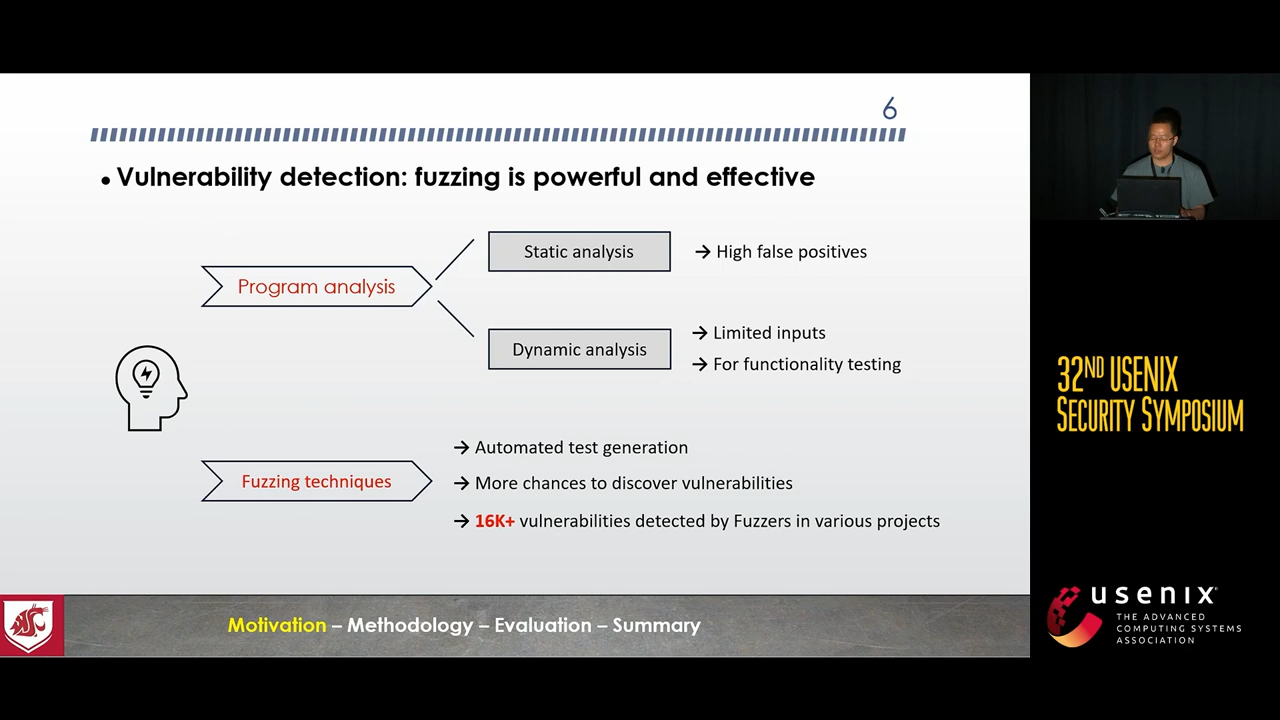 6
• Vulnerability detection: fuzzing is powerful and effective
Program analysis
Static analysis
→ High false positives
Dynamic analysis
→ Limited inputs
→ For functionality testing
Fuzzing techniques
→ Automated test generation
→ More chances to discover vulnerabilities
→ 16K+ vulnerabilities detected by Fuzzers in various projects
Motivation – Methodology – Evaluation – Summary
32ND USENIX
SECURITY SYMPOSIUM
usenix
THE ADVANCED
COMPUTING SYSTEMS
ASSOCIATION